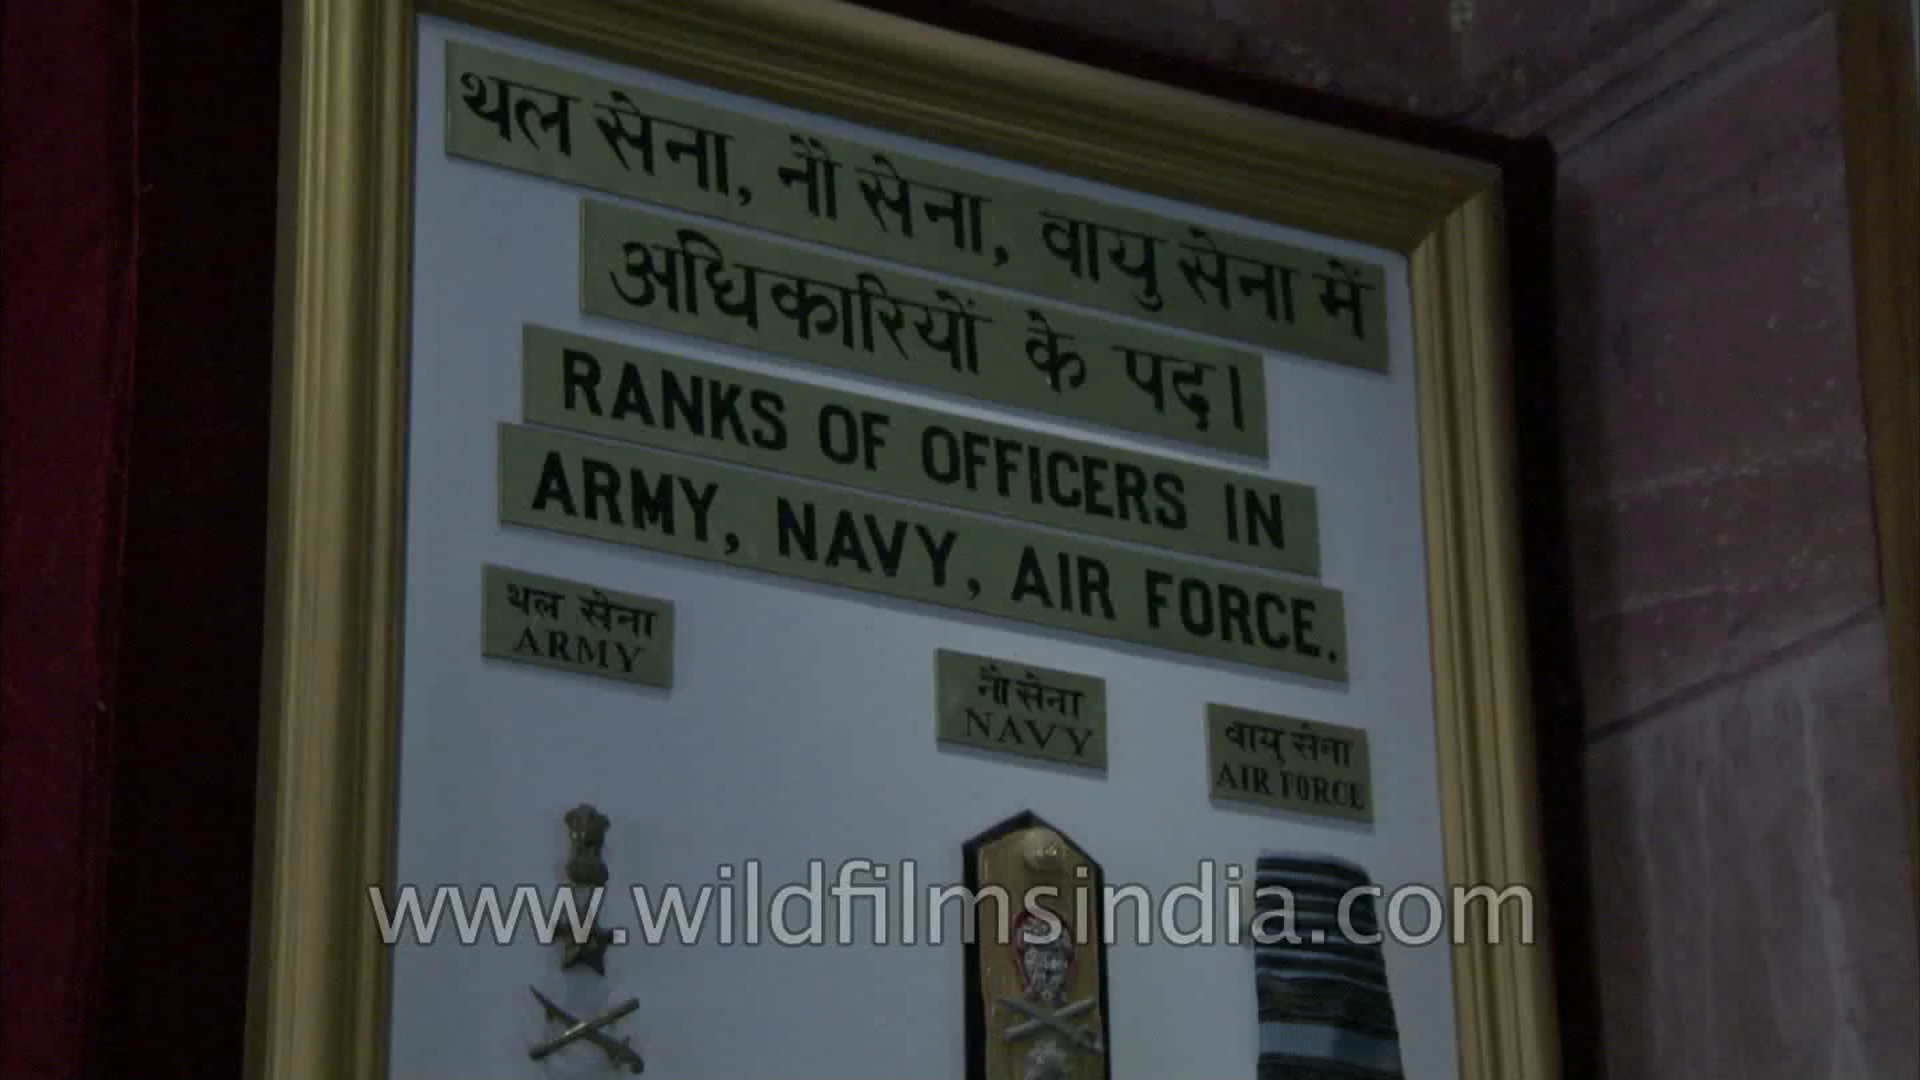 थल सेना, नौ सेना, वायु सेना में
अधिकारियों के पद।
RANKS OF OFFICERS IN
ARMY, NAVY, AIR FORCE.
थल सेना
ARMY
नौ सेना
NAVY
वायु सेना
AIR FORCE
www.wildfilmsindia.com